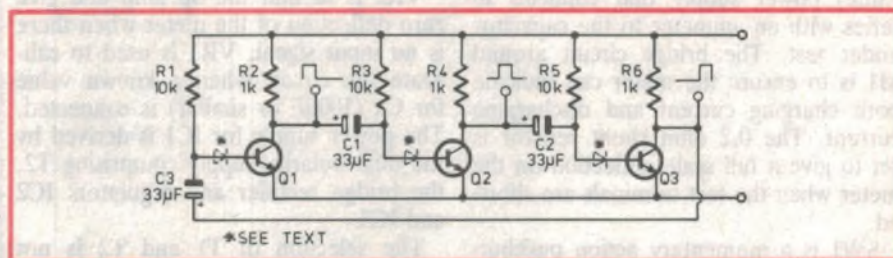 R1
10k
R2
1k
R3
10k
R4
1k
R5
10k
R6
1k
C1
33µF
C2
33µF
C3
33µF
*
*
*
+
+
+
Q1
Q2
Q3
*SEE TEXT